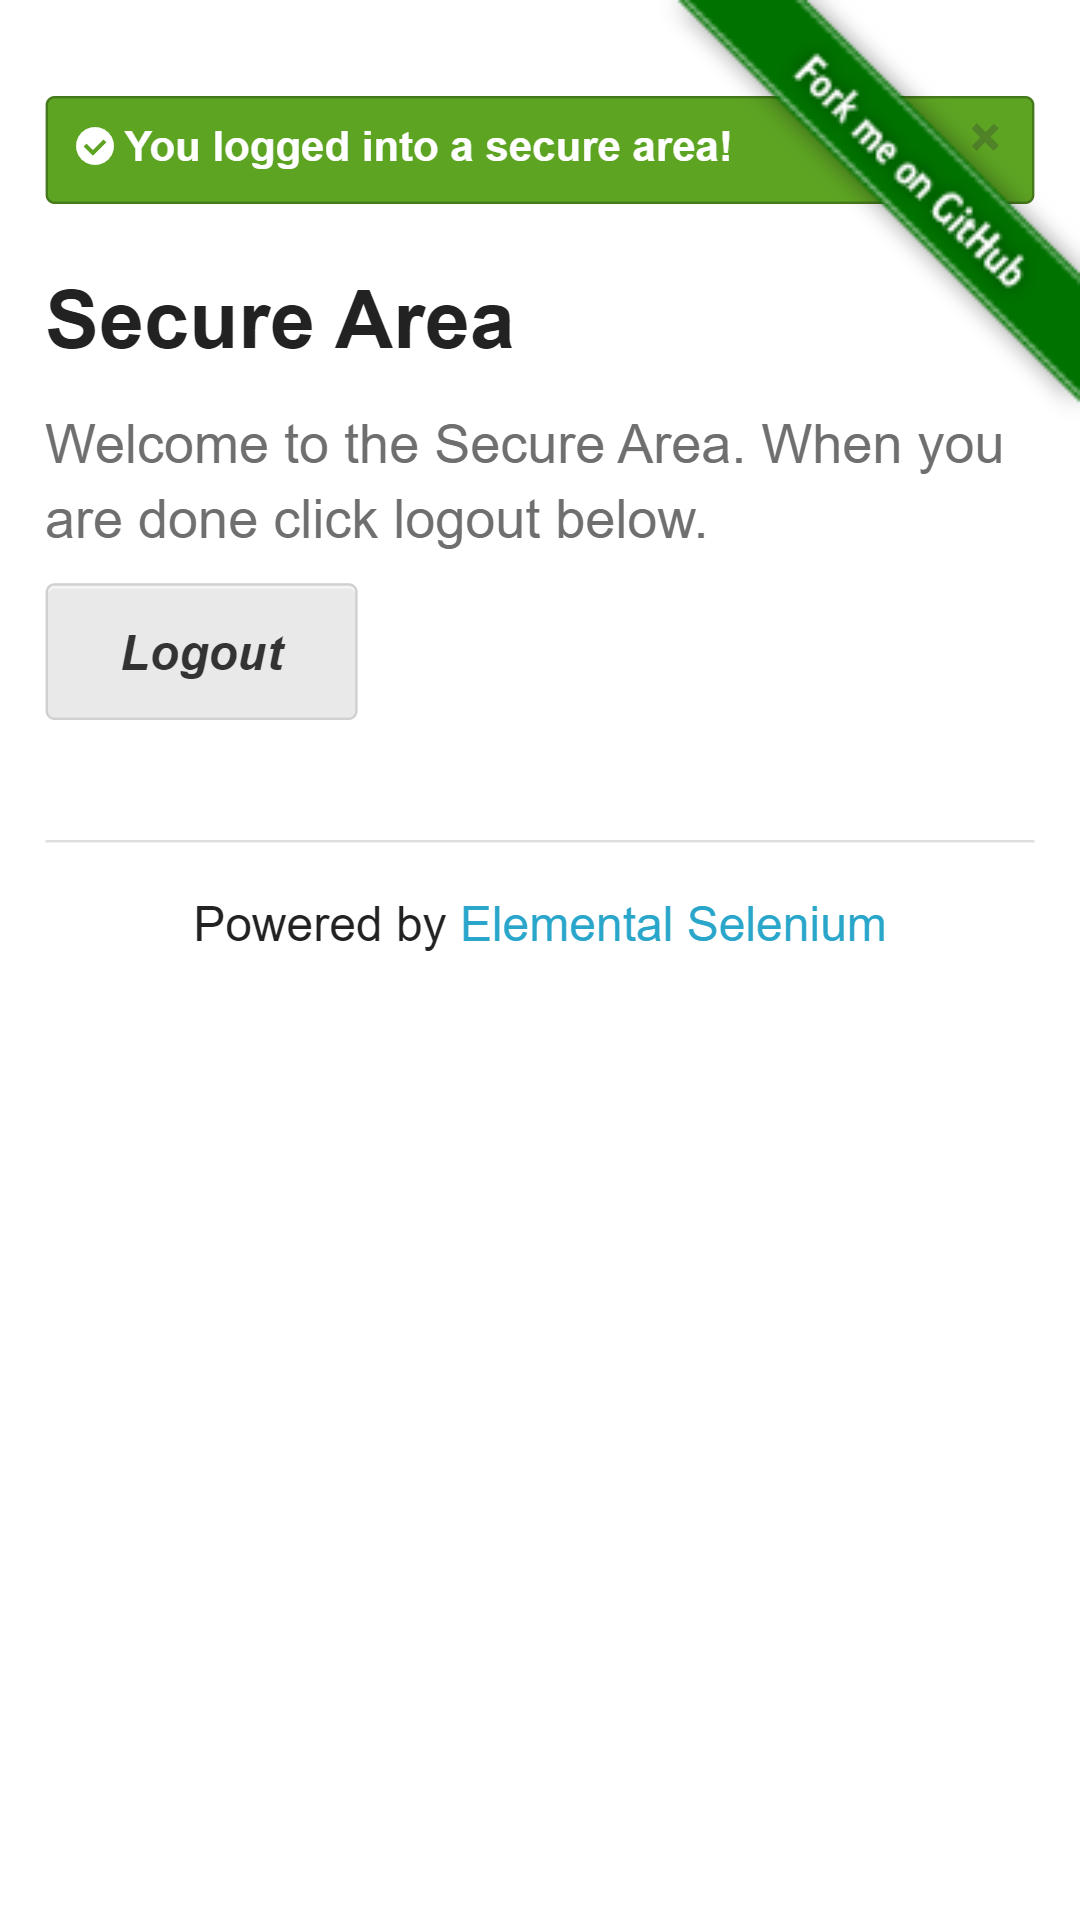 You logged into a secure area!
×
Fork me on GitHub
Secure Area
Welcome to the Secure Area. When you
are done click logout below.
Logout
Powered by Elemental Selenium